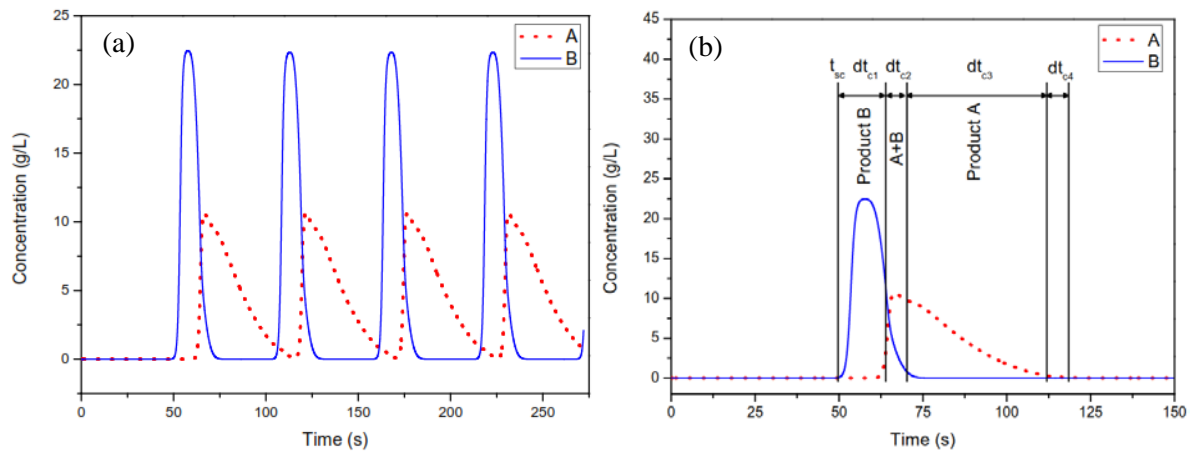 (a)
A
B
25
20
15
10
5
0
Concentration (g/L)
0 50 100 150 200 250
Time (s)
(b)
A
B
t_sc dt_c1 dt_c2 dt_c3 dt_c4
Product B
A+B
Product A
45
40
35
30
25
20
15
10
5
0
Concentration (g/L)
0 25 50 75 100 125 150
Time (s)